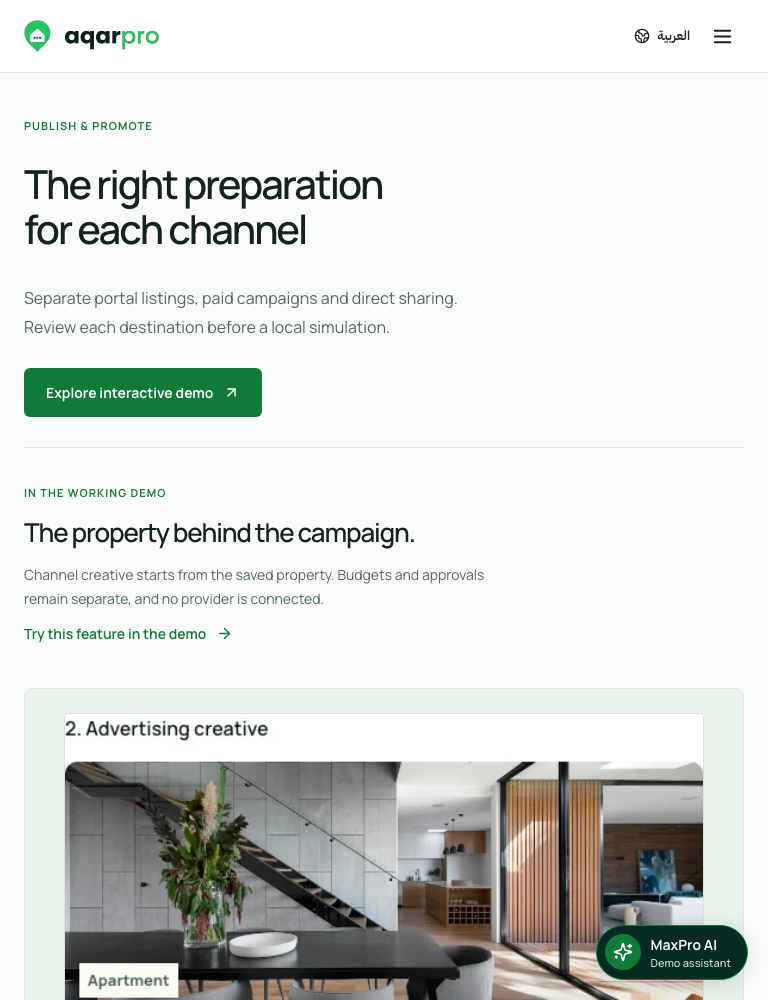 aqarpro
العربية
PUBLISH & PROMOTE
The right preparation
for each channel
Separate portal listings, paid campaigns and direct sharing.
Review each destination before a local simulation.
Explore interactive demo
IN THE WORKING DEMO
The property behind the campaign.
Channel creative starts from the saved property. Budgets and approvals
remain separate, and no provider is connected.
Try this feature in the demo
2. Advertising creative
Apartment
MaxPro AI
Demo assistant